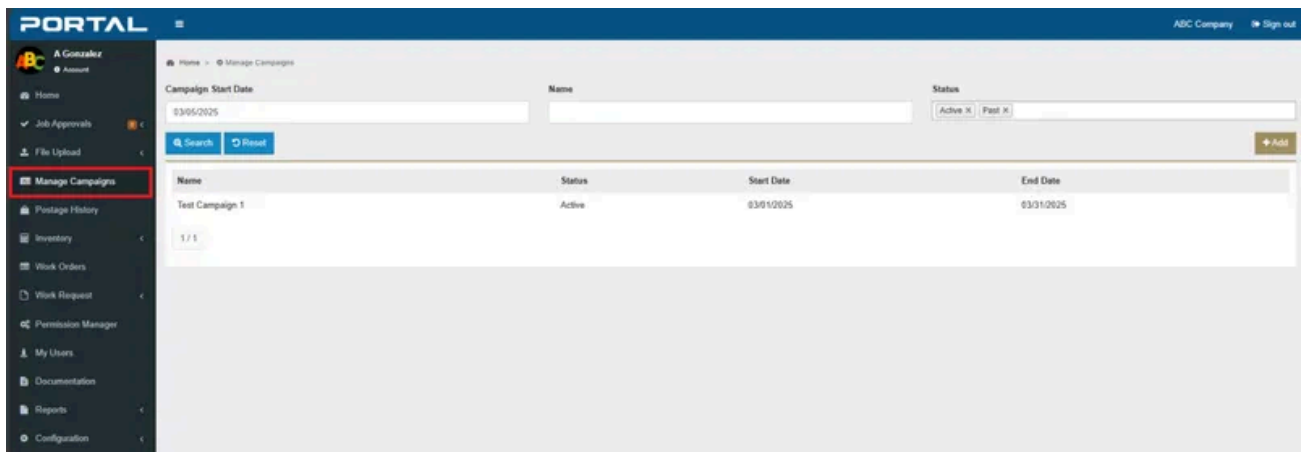 PORTAL
ABC Company Sign out
ABC
A Gonzalez
Account
Home > Manage Campaigns
Campaign Start Date Name Status
03/05/2025 Active × Past ×
Search Reset +Add
Home
Job Approvals
File Upload
Manage Campaigns
Postage History
Inventory
Work Orders
Work Request
Permission Manager
My Users
Documentation
Reports
Configuration
Name Status Start Date End Date
Test Campaign 1 Active 03/01/2025 03/31/2025
1 / 1